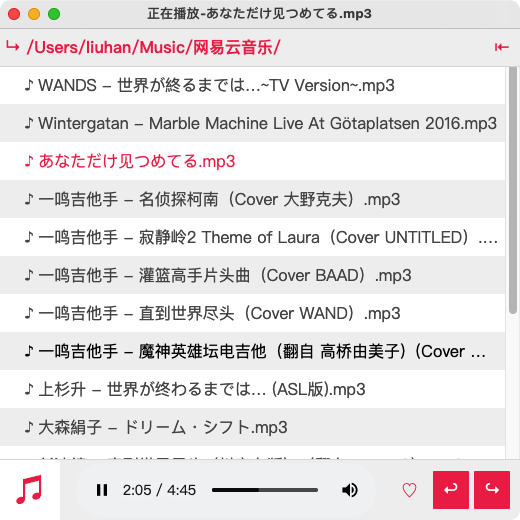 正在播放-あなただけ见つめてる.mp3
↪ /Users/liuhan/Music/网易云音乐/
♪ WANDS – 世界が終るまでは…~TV Version~.mp3
♪ Wintergatan – Marble Machine Live At Götaplatsen 2016.mp3
♪ あなただけ见つめてる.mp3
♪ 一鸣吉他手 – 名侦探柯南（Cover 大野克夫）.mp3
♪ 一鸣吉他手 – 寂静岭2 Theme of Laura（Cover UNTITLED）.…
♪ 一鸣吉他手 – 灌篮高手片头曲（Cover BAAD）.mp3
♪ 一鸣吉他手 – 直到世界尽头（Cover WAND）.mp3
♪ 一鸣吉他手 – 魔神英雄坛电吉他（翻自 高桥由美子）(Cover …
♪ 上杉升 – 世界が终わるまでは… (ASL版).mp3
♪ 大森絹子 – ドリーム・シフト.mp3
2:05 / 4:45